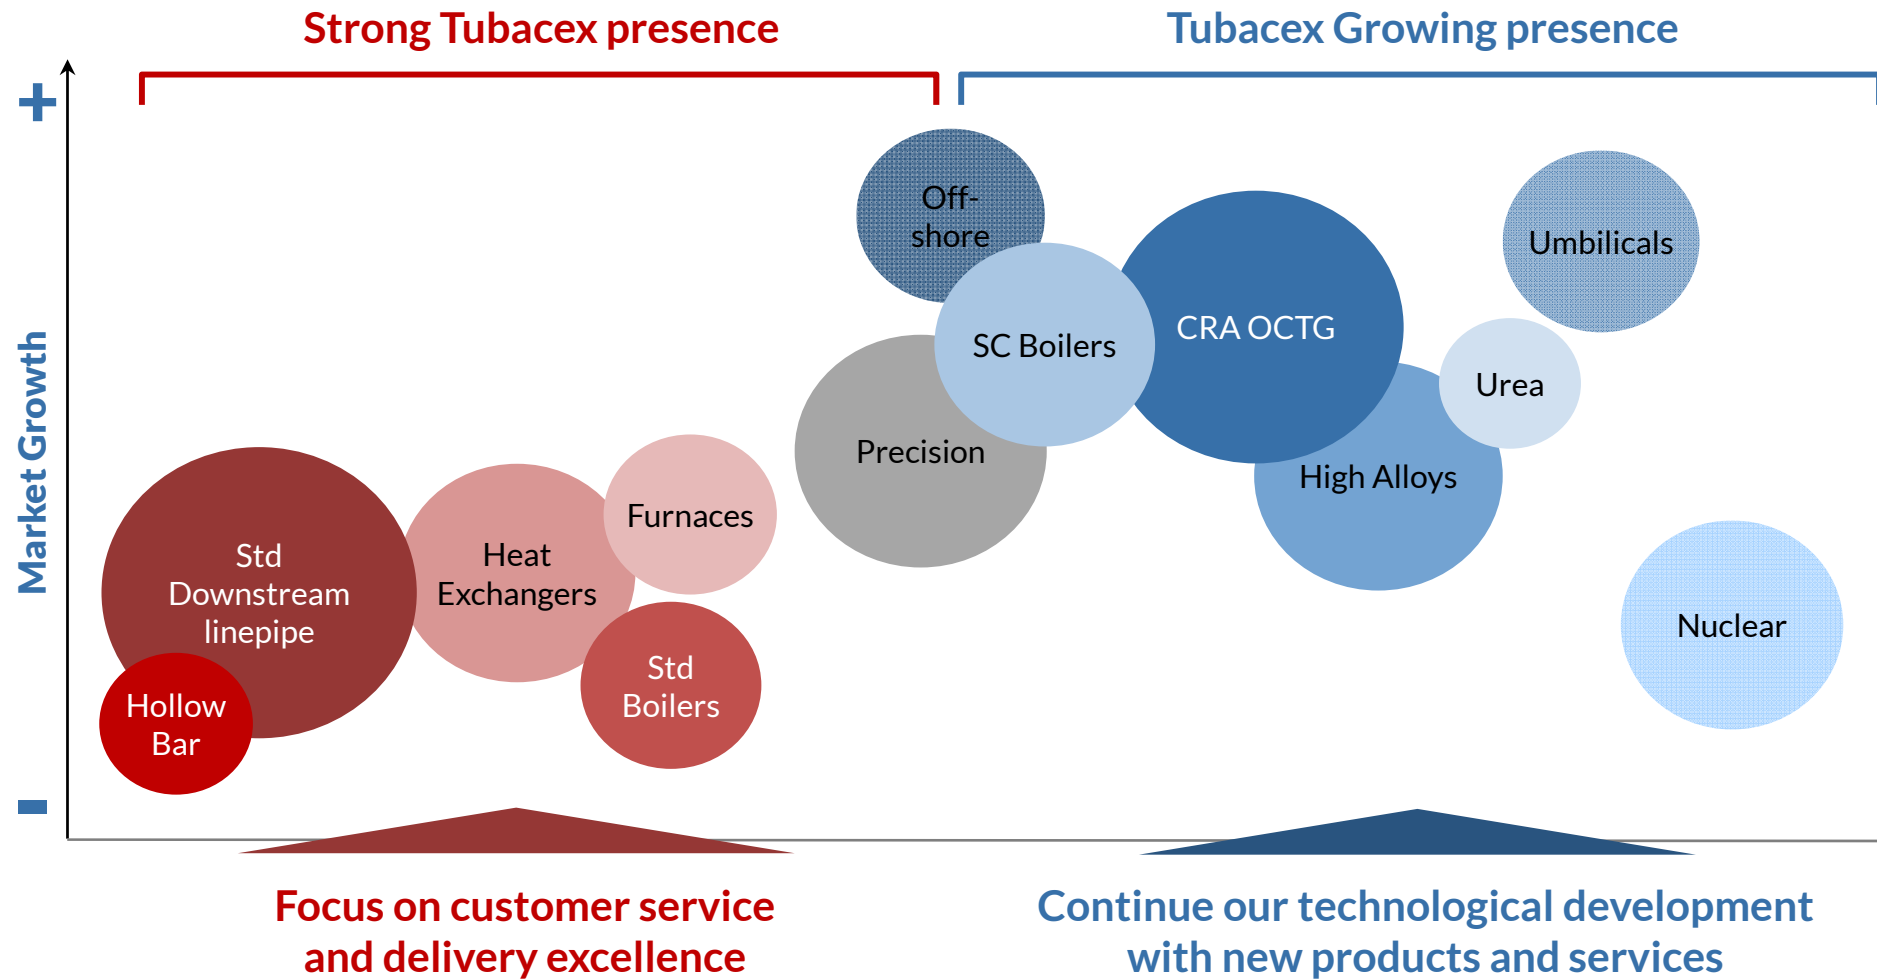 Strong Tubacex presence
Tubacex Growing presence
+
Market Growth
-
Off-
shore
Umbilicals
SC Boilers
CRA OCTG
Urea
Precision
High Alloys
Furnaces
Heat
Exchangers
Std
Downstream
linepipe
Nuclear
Std
Boilers
Hollow
Bar
Focus on customer service
and delivery excellence
Continue our technological development
with new products and services